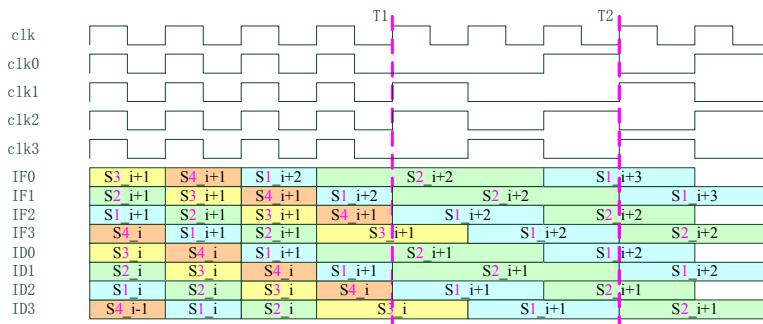 T1 T2
clk
clk0
clk1
clk2
clk3
IF0 S3_i+1 S4_i+1 S1_i+2 S2_i+2 S1_i+3
IF1 S2_i+1 S3_i+1 S4_i+1 S1_i+2 S2_i+2 S1_i+3
IF2 S1_i+1 S2_i+1 S3_i+1 S4_i+1 S1_i+2 S2_i+2
IF3 S4_i S1_i+1 S2_i+1 S3_i+1 S1_i+2 S2_i+2
ID0 S3_i S4_i S1_i+1 S2_i+1 S1_i+2
ID1 S2_i S3_i S4_i S1_i+1 S2_i+1 S1_i+2
ID2 S1_i S2_i S3_i S4_i S1_i+1 S2_i+1
ID3 S4_i-1 S1_i S2_i S3_i S1_i+1 S2_i+1